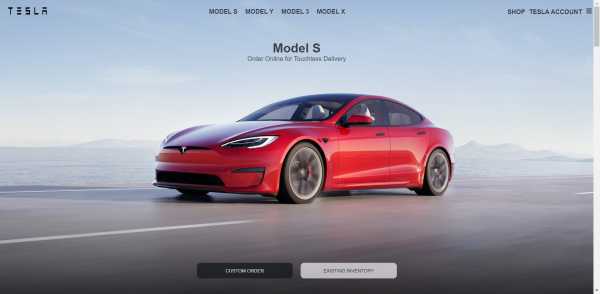 TESLA
MODEL S MODEL Y MODEL 3 MODEL X
SHOP TESLA ACCOUNT
Model S
Order Online for Touchless Delivery
CUSTOM ORDER
EXISTING INVENTORY